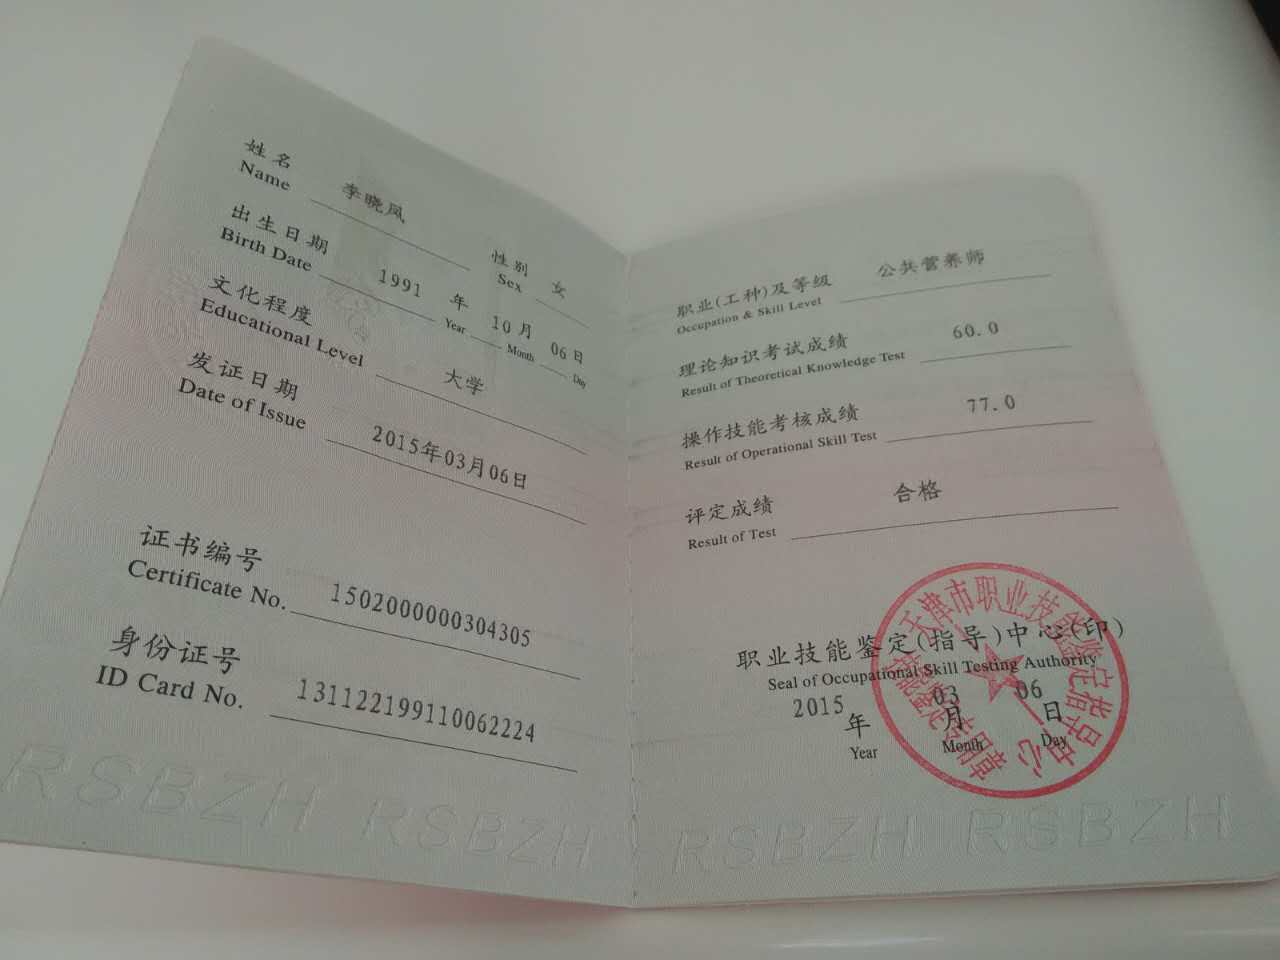 姓名 李晓凤 性别 女
Name Sex
出生日期 1991 年 10 月 06 日
Birth Date Year Month Day
文化程度 大学
Educational Level
发证日期 2015年03月06日
Date of Issue
证书编号 1502000000304305
Certificate No.
身份证号 131122199110062224
ID Card No.
RSBZH RSBZH
职业(工种)及等级 公共营养师
Occupation & Skill Level
理论知识考试成绩 60.0
Result of Theoretical Knowledge Test
操作技能考核成绩 77.0
Result of Operational Skill Test
评定成绩 合格
Result of Test
天津市职业技能鉴定指导中心
职业技能鉴定(指导)中心(印)
Seal of Occupational Skill Testing Authority
2015 年 03 月 06 日
Year Month Day
RSBZH RSBZH